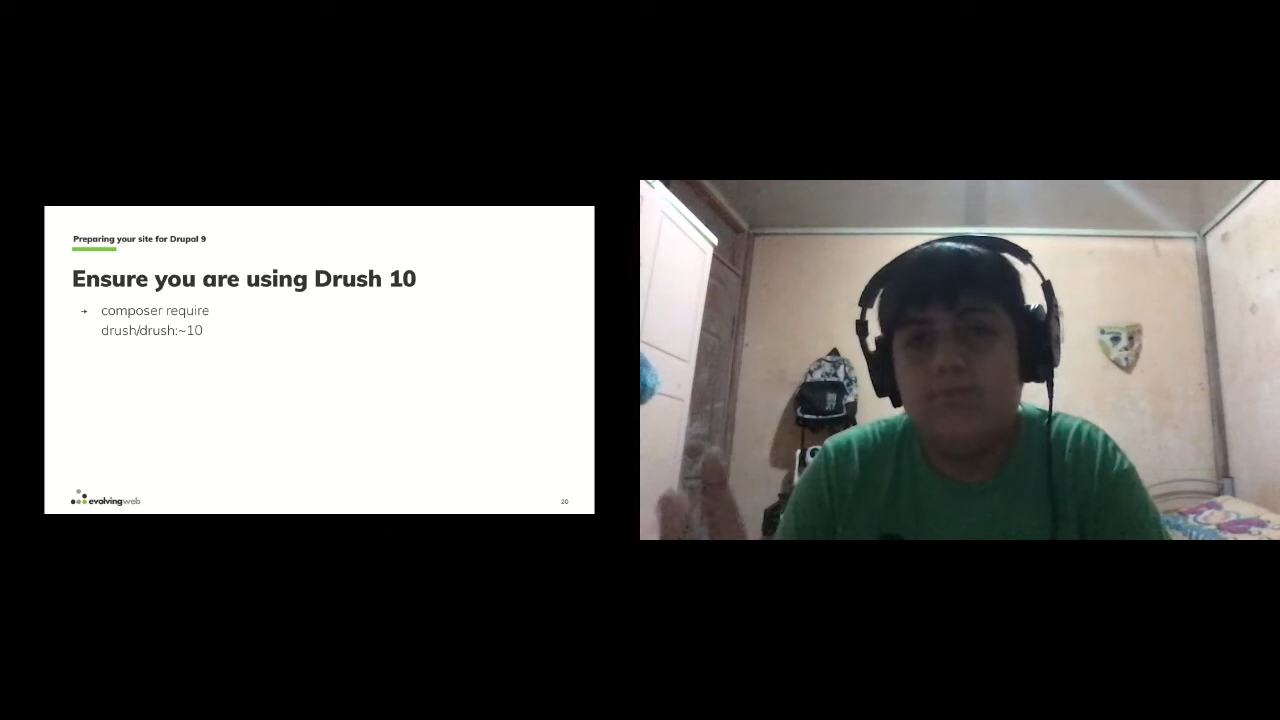 Preparing your site for Drupal 9
Ensure you are using Drush 10
→ composer require
drush/drush:~10
evolvingweb
20